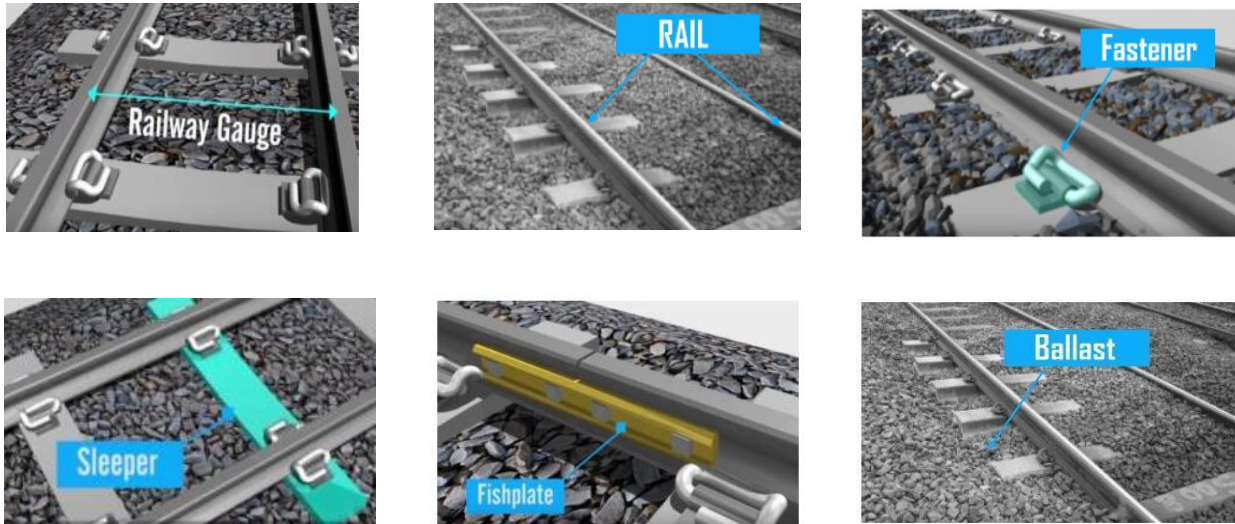 Railway Gauge
RAIL
Fastener
Sleeper
Fishplate
Ballast